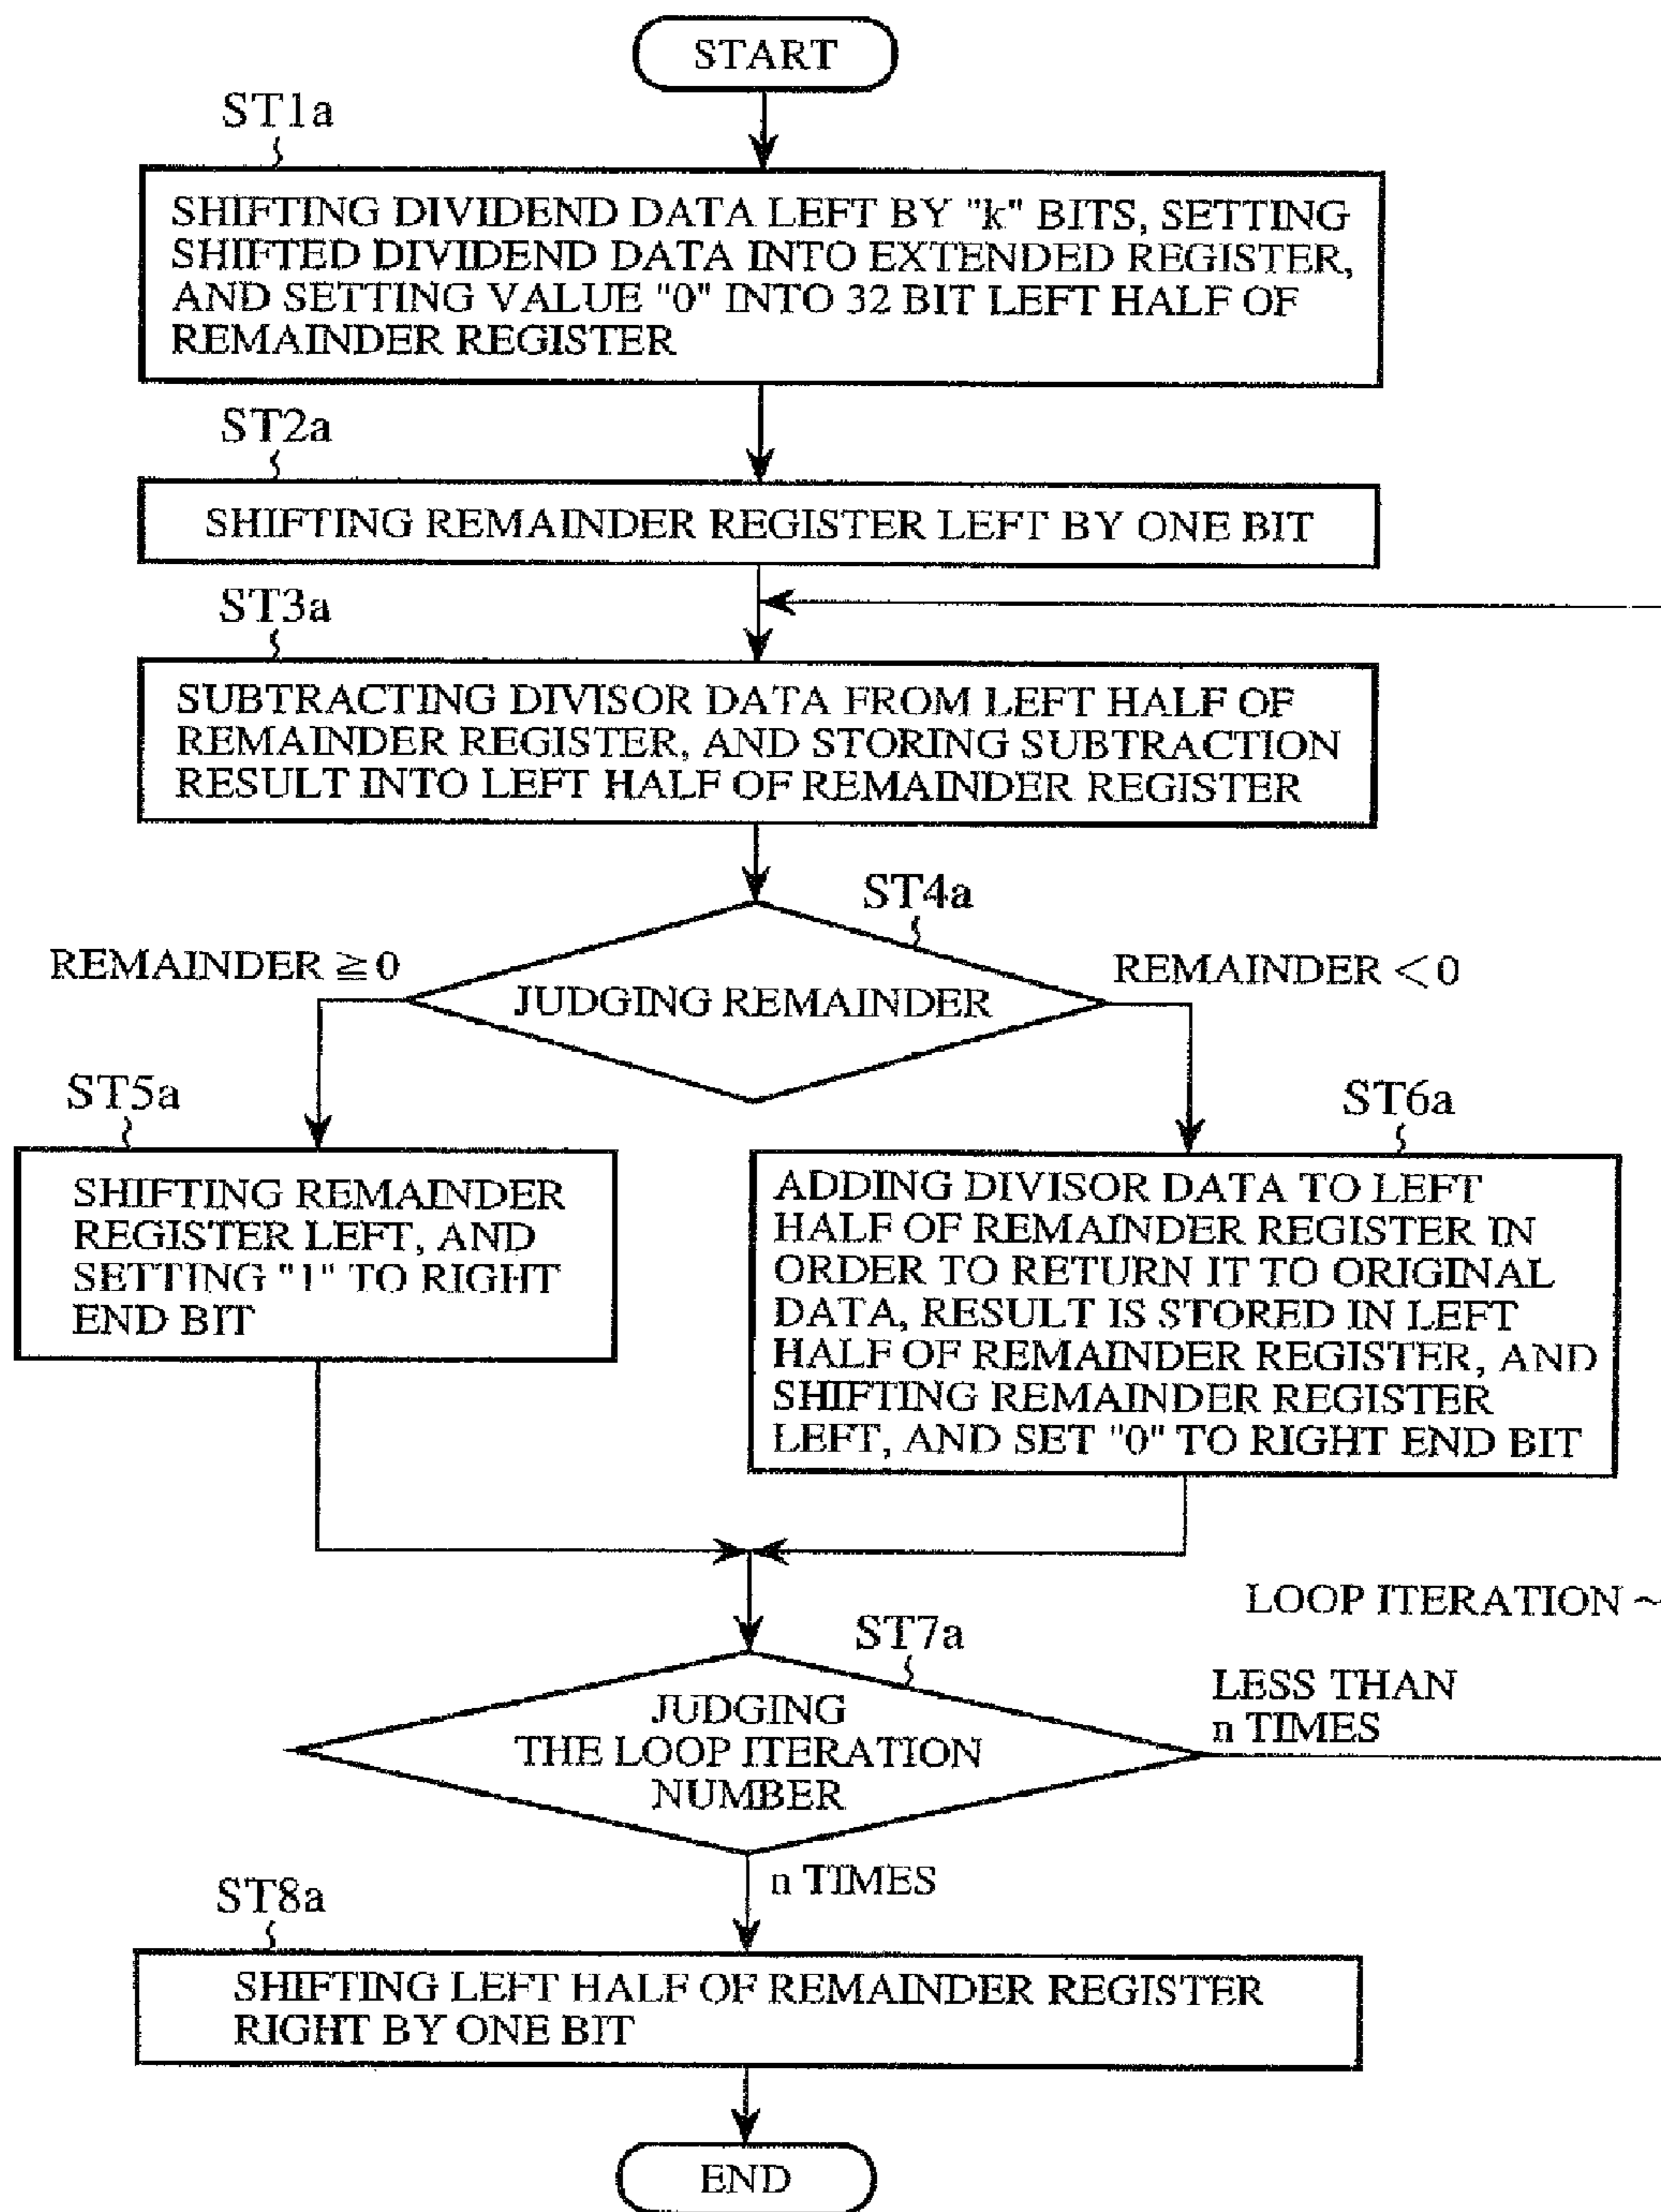 START
ST1a
SHIFTING DIVIDEND DATA LEFT BY "k" BITS, SETTING
SHIFTED DIVIDEND DATA INTO EXTENDED REGISTER,
AND SETTING VALUE "0" INTO 32 BIT LEFT HALF OF
REMAINDER REGISTER
ST2a
SHIFTING REMAINDER REGISTER LEFT BY ONE BIT
ST3a
SUBTRACTING DIVISOR DATA FROM LEFT HALF OF
REMAINDER REGISTER, AND STORING SUBTRACTION
RESULT INTO LEFT HALF OF REMAINDER REGISTER
ST4a
REMAINDER ≧ 0
JUDGING REMAINDER
REMAINDER < 0
ST5a
SHIFTING REMAINDER
REGISTER LEFT, AND
SETTING "1" TO RIGHT
END BIT
ST6a
ADDING DIVISOR DATA TO LEFT
HALF OF REMAINDER REGISTER IN
ORDER TO RETURN IT TO ORIGINAL
DATA, RESULT IS STORED IN LEFT
HALF OF REMAINDER REGISTER, AND
SHIFTING REMAINDER REGISTER
LEFT, AND SET "0" TO RIGHT END BIT
LOOP ITERATION
ST7a
JUDGING
THE LOOP ITERATION
NUMBER
LESS THAN
n TIMES
n TIMES
ST8a
SHIFTING LEFT HALF OF REMAINDER REGISTER
RIGHT BY ONE BIT
END